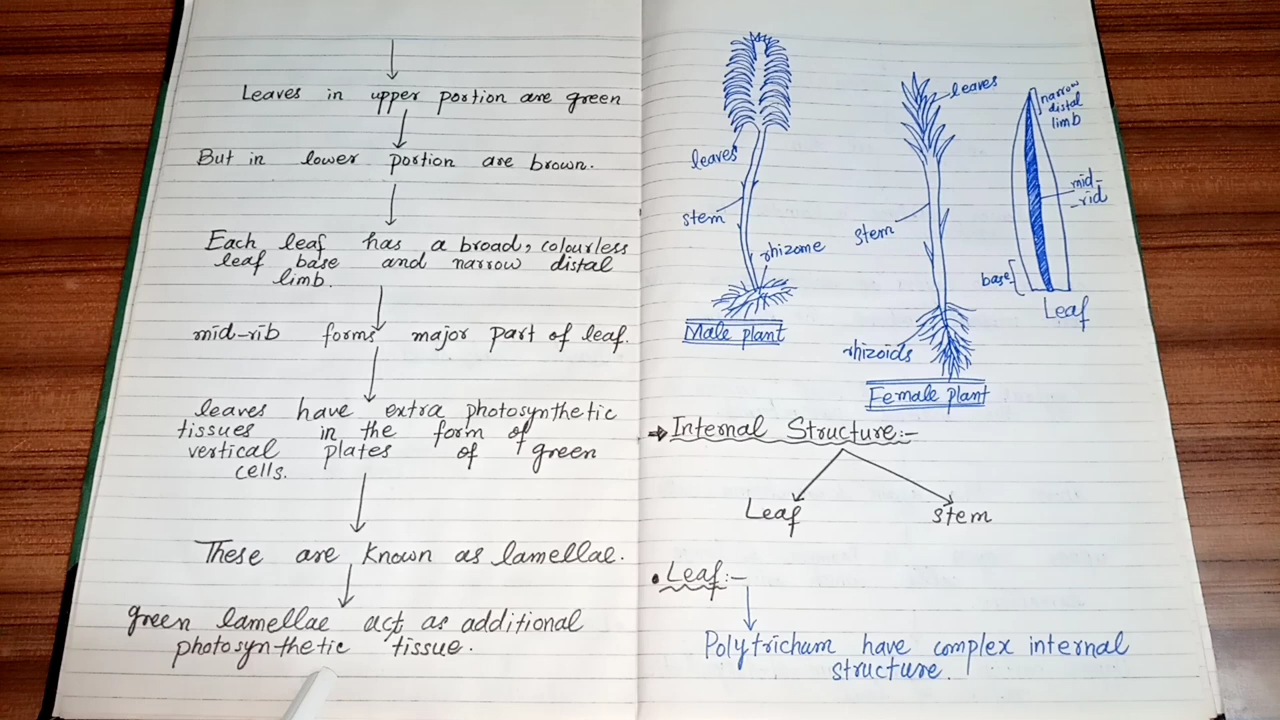 Leaves in upper portion are green
But in lower portion are brown.
Each leaf has a broad, colourless
leaf base and narrow distal
limb.
mid-rib forms major part of leaf.
leaves have extra photosynthetic
tissues in the form of
vertical plates of green
cells.
These are known as lamellae.
green lamellae act as additional
photosynthetic tissue.
leaves
stem
rhizome
Male plant
leaves
stem
rhizoids
Female plant
narrow
distal
limb
mid-
-rid
base
Leaf
Internal Structure:-
Leaf
stem
• Leaf:-
Polytrichum have complex internal
structure.